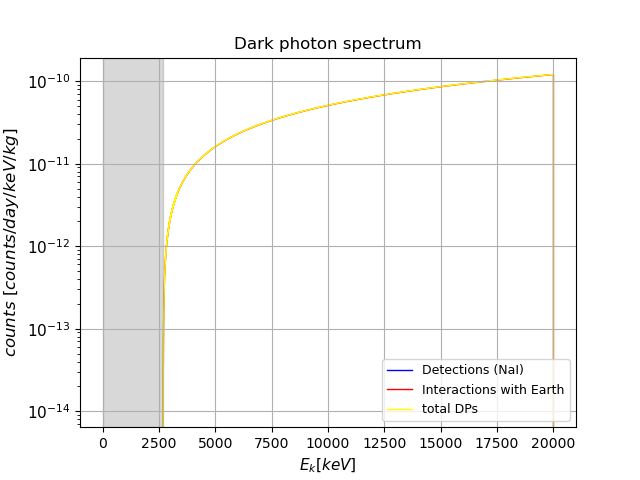 Dark photon spectrum
counts [counts/day/keV/kg]
10⁻¹⁰
10⁻¹¹
10⁻¹²
10⁻¹³
10⁻¹⁴
Detections (NaI)
Interactions with Earth
total DPs
0 2500 5000 7500 10000 12500 15000 17500 20000
Eₖ[keV]